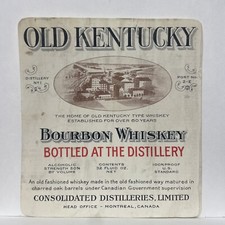 OLD KENTUCKY
DISTILLERY
THE HOME OF OLD KENTUCKY TYPE WHISKEY
ESTABLISHED FOR OVER 60 YEARS
BOURBON WHISKEY
BOTTLED AT THE DISTILLERY
ALCOHOLIC CONTENTS 100% PROOF
STRENGTH 50% 16 FLUID OZ. U.S.
BY VOLUME NET STANDARD
An old fashioned whiskey made in the old fashioned way matured in
charred oak barrels under Canadian Government supervision
CONSOLIDATED DISTILLERIES, LIMITED
HEAD OFFICE - MONTREAL, CANADA